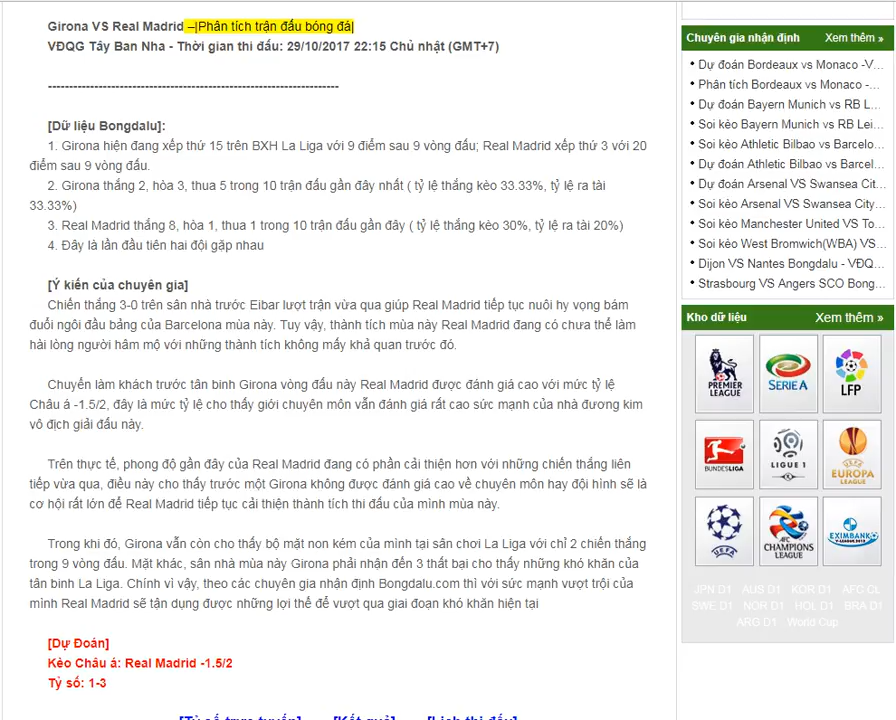 Girona VS Real Madrid –|Phân tích trận đấu bóng đá|
VĐQG Tây Ban Nha - Thời gian thi đấu: 29/10/2017 22:15 Chủ nhật (GMT+7)
---------------------------------------------------------------------
[Dữ liệu Bongdalu]:
1. Girona hiện đang xếp thứ 15 trên BXH La Liga với 9 điểm sau 9 vòng đấu; Real Madrid xếp thứ 3 với 20
điểm sau 9 vòng đấu.
2. Girona thắng 2, hòa 3, thua 5 trong 10 trận đấu gần đây nhất ( tỷ lệ thắng kèo 33.33%, tỷ lệ ra tài
33.33%)
3. Real Madrid thắng 8, hòa 1, thua 1 trong 10 trận đấu gần đây ( tỷ lệ thắng kèo 30%, tỷ lệ ra tài 20%)
4. Đây là lần đầu tiên hai đội gặp nhau
[Ý kiến của chuyên gia]
Chiến thắng 3-0 trên sân nhà trước Eibar lượt trận vừa qua giúp Real Madrid tiếp tục nuôi hy vọng bám
đuổi ngôi đầu bảng của Barcelona mùa này. Tuy vậy, thành tích mùa này Real Madrid đang có chưa thể làm
hài lòng người hâm mộ với những thành tích không mấy khả quan trước đó.
Chuyến làm khách trước tân binh Girona vòng đấu này Real Madrid được đánh giá cao với mức tỷ lệ
Châu á -1.5/2, đây là mức tỷ lệ cho thấy giới chuyên môn vẫn đánh giá rất cao sức mạnh của nhà đương kim
vô địch giải đấu này.
Trên thực tế, phong độ gần đây của Real Madrid đang có phần cải thiện hơn với những chiến thắng liên
tiếp vừa qua, điều này cho thấy trước một Girona không được đánh giá cao về chuyên môn hay đội hình sẽ là
cơ hội rất lớn để Real Madrid tiếp tục cải thiện thành tích thi đấu của mình mùa này.
Trong khi đó, Girona vẫn còn cho thấy bộ mặt non kém của mình tại sân chơi La Liga với chỉ 2 chiến thắng
trong 9 vòng đấu. Mặt khác, sân nhà mùa này Girona phải nhận đến 3 thất bại cho thấy những khó khăn của
tân binh La Liga. Chính vì vậy, theo các chuyên gia nhận định Bongdalu.com thì với sức mạnh vượt trội của
mình Real Madrid sẽ tận dụng được những lợi thế để vượt qua giai đoạn khó khăn hiện tại
[Dự Đoán]
Kèo Châu á: Real Madrid -1.5/2
Tỷ số: 1-3
[Tỷ số trực tuyến] [Kết quả] [Lịch thi đấu]
Chuyên gia nhận định Xem thêm »
Dự đoán Bordeaux vs Monaco -V...
Phân tích Bordeaux vs Monaco -...
Dự đoán Bayern Munich vs RB L...
Soi kèo Bayern Munich vs RB Lei...
Soi kèo Athletic Bilbao vs Barcelo...
Dự đoán Athletic Bilbao vs Barcel...
Dự đoán Arsenal VS Swansea Cit...
Soi kèo Arsenal VS Swansea City...
Soi kèo Manchester United VS To...
Soi kèo West Bromwich(WBA) VS...
Dijon VS Nantes Bongdalu - VĐQ...
Strasbourg VS Angers SCO Bong...
Kho dữ liệu Xem thêm »
PREMIER
LEAGUE
SERIE A
LFP
BUNDESLIGA
LIGUE 1
UEFA
EUROPA
LEAGUE
UEFA
AFC
CHAMPIONS
LEAGUE
EXIMBANK
JPN D1 AUS D1 KOR D1 AFC CL
SWE D1 NOR D1 HOL D1 BRA D1
ARG D1 World Cup